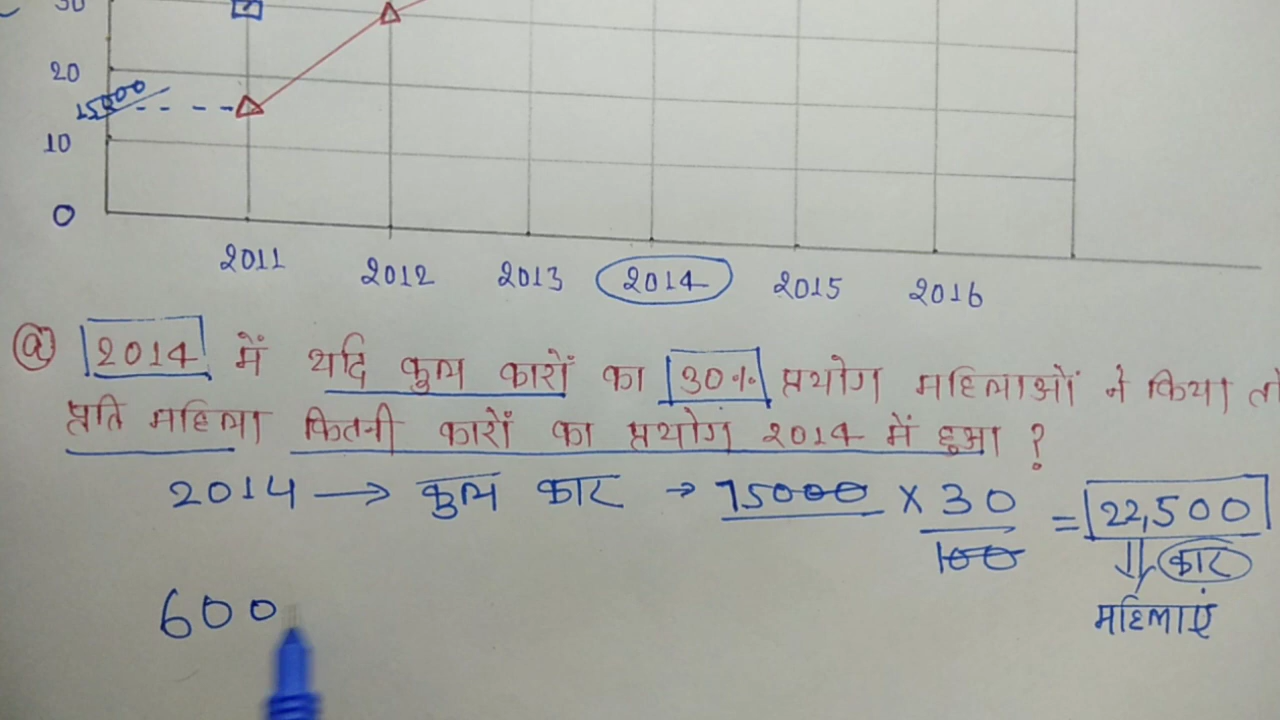 30
20
15000
10
0
2011 2012 2013 2014 2015 2016
@ 2014 में यदि कुल कारों का 30% प्रयोग महिलाओं ने किया तो
प्रति महिला कितनी कारों का प्रयोग 2014 में हुआ ?
2014 → कुल कार → 75000 X 30/100 = 22,500
कार
महिलाएं
600